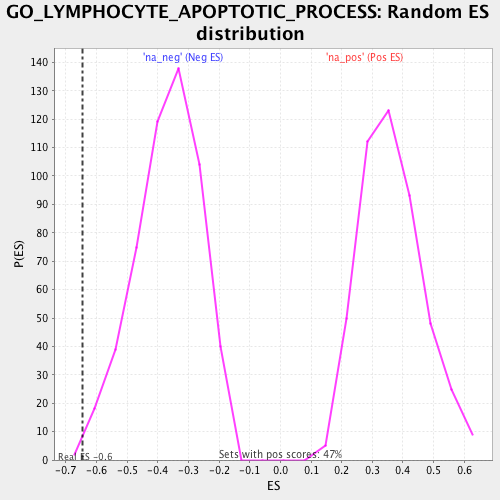 GO_LYMPHOCYTE_APOPTOTIC_PROCESS: Random ES
distribution
'na_neg' (Neg ES) 'na_pos' (Pos ES)
140
130
120
110
100
90
80
70
60
50
40
30
20
10
0
P(ES)
Real ES -0.6 Sets with pos scores: 47%
-0.7 -0.6 -0.5 -0.4 -0.3 -0.2 -0.1 0.0 0.1 0.2 0.3 0.4 0.5 0.6
ES